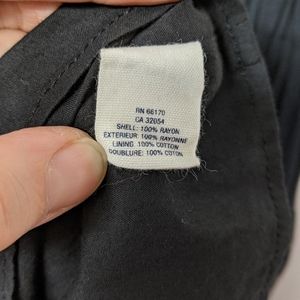 RN 66170
CA 32054
SHELL: 100% RAYON
EXTERIEUR: 100% RAYONNE
LINING: 100% COTTON
DOUBLURE: 100% COTON